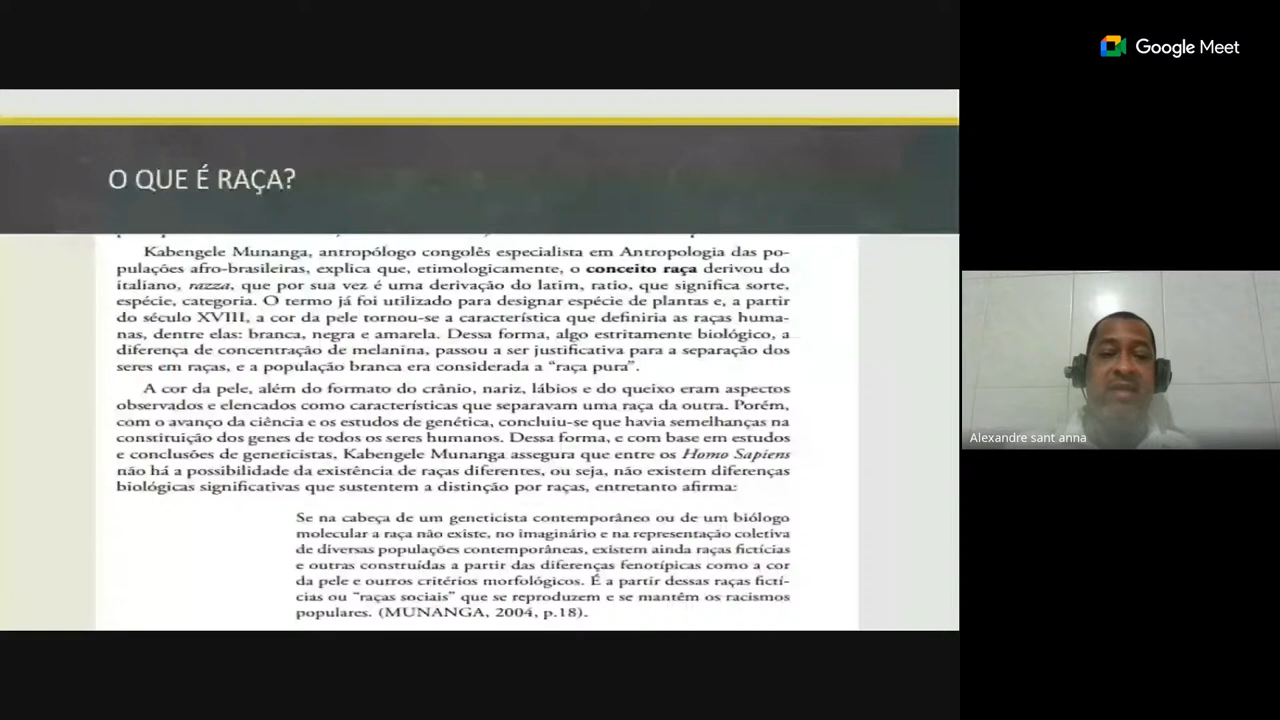 Google Meet
O QUE É RAÇA?
Kabengele Munanga, antropólogo congolês especialista em Antropologia das po-
pulações afro-brasileiras, explica que, etimologicamente, o conceito raça derivou do
italiano, razza, que por sua vez é uma derivação do latim, ratio, que significa sorte,
espécie, categoria. O termo já foi utilizado para designar espécie de plantas e, a partir
do século XVIII, a cor da pele tornou-se a característica que definiria as raças huma-
nas, dentre elas: branca, negra e amarela. Dessa forma, algo estritamente biológico, a
diferença de concentração de melanina, passou a ser justificativa para a separação dos
seres em raças, e a população branca era considerada a “raça pura”.
A cor da pele, além do formato do crânio, nariz, lábios e do queixo eram aspectos
observados e elencados como características que separavam uma raça da outra. Porém,
com o avanço da ciência e os estudos de genética, concluiu-se que havia semelhanças na
constituição dos genes de todos os seres humanos. Dessa forma, e com base em estudos
e conclusões de geneticistas, Kabengele Munanga assegura que entre os Homo Sapiens
não há a possibilidade da existência de raças diferentes, ou seja, não existem diferenças
biológicas significativas que sustentem a distinção por raças, entretanto afirma:
Se na cabeça de um geneticista contemporâneo ou de um biólogo
molecular a raça não existe, no imaginário e na representação coletiva
de diversas populações contemporâneas, existem ainda raças fictícias
e outras construídas a partir das diferenças fenotípicas como a cor
da pele e outros critérios morfológicos. É a partir dessas raças fictí-
cias ou “raças sociais” que se reproduzem e se mantêm os racismos
populares. (MUNANGA, 2004, p.18).
Alexandre sant anna